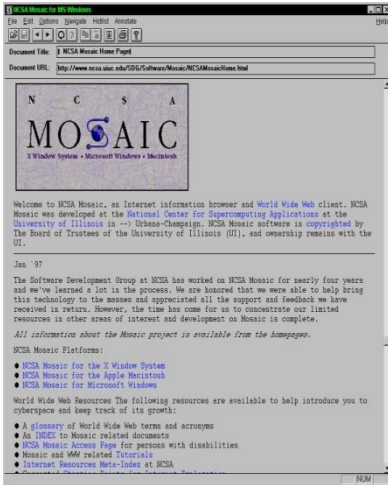 NCSA Mosaic for MS Windows
File Edit Options Navigate Hotlist Annotate Help
Document Title: NCSA Mosaic Home Page
Document URL: http://www.ncsa.uiuc.edu/SDG/Software/Mosaic/NCSAMosaicHome.html
N C S A
MOSAIC
X Window System • Microsoft Windows • Macintosh
Welcome to NCSA Mosaic, an Internet information browser and World Wide Web client. NCSA
Mosaic was developed at the National Center for Supercomputing Applications at the
University of Illinois in --> Urbana-Champaign. NCSA Mosaic software is copyrighted by
The Board of Trustees of the University of Illinois (UI), and ownership remains with the
UI.
Jan '97
The Software Development Group at NCSA has worked on NCSA Mosaic for nearly four years
and we've learned a lot in the process. We are honored that we were able to help bring
this technology to the masses and appreciated all the support and feedback we have
received in return. However, the time has come for us to concentrate our limited
resources in other areas of interest and development on Mosaic is complete.
All information about the Mosaic project is available from the homepages.
NCSA Mosaic Platforms:
NCSA Mosaic for the X Window System
NCSA Mosaic for the Apple Macintosh
NCSA Mosaic for Microsoft Windows
World Wide Web Resources The following resources are available to help introduce you to
cyberspace and keep track of its growth:
A glossary of World Wide Web terms and acronyms
An INDEX to Mosaic related documents
NCSA Mosaic Access Page for persons with disabilities
Mosaic and WWW related Tutorials
Internet Resources Meta-Index at NCSA
NUM